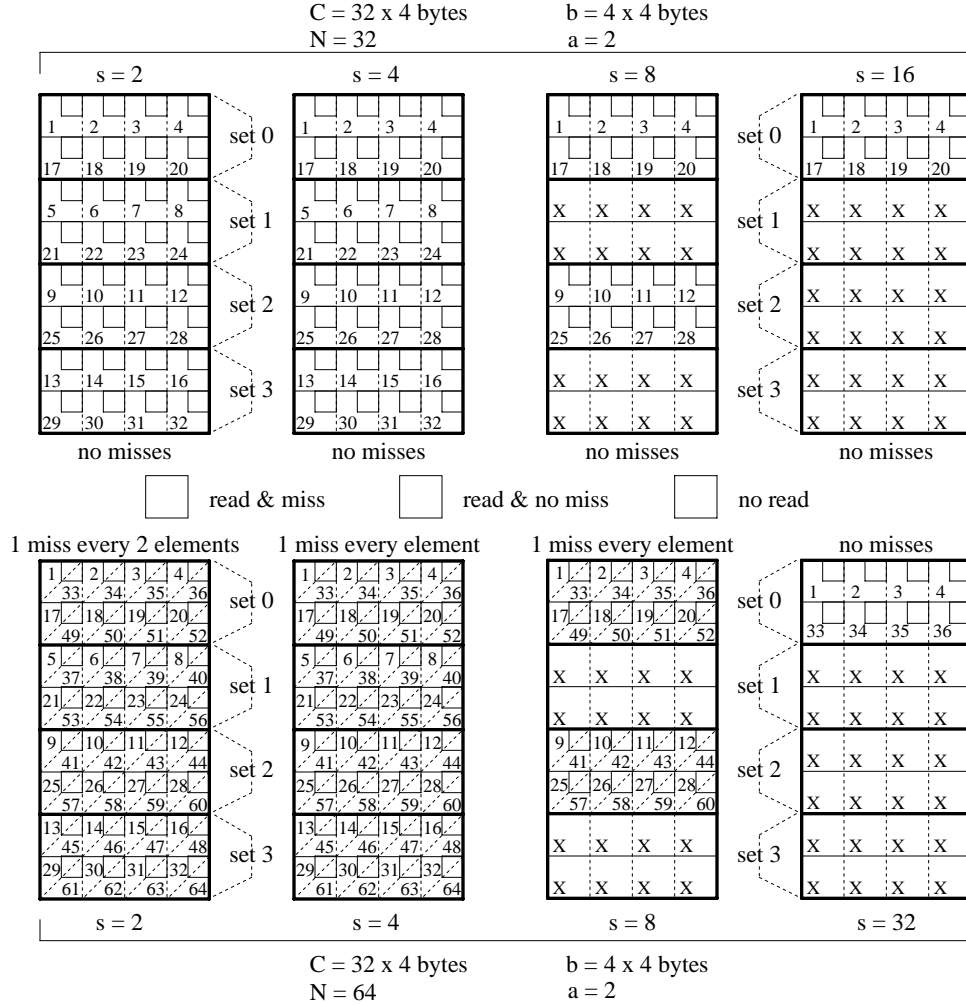 C = 32 x 4 bytes b = 4 x 4 bytes
N = 32 a = 2
s = 2 s = 4 s = 8 s = 16
1 2 3 4 set 0 1 2 3 4 1 2 3 4 set 0 1 2 3 4
17 18 19 20 17 18 19 20 17 18 19 20 17 18 19 20
5 6 7 8 set 1 5 6 7 8 X X X X set 1 X X X X
21 22 23 24 21 22 23 24 X X X X X X X X
9 10 11 12 set 2 9 10 11 12 9 10 11 12 set 2 X X X X
25 26 27 28 25 26 27 28 25 26 27 28 X X X X
13 14 15 16 set 3 13 14 15 16 X X X X set 3 X X X X
29 30 31 32 29 30 31 32 X X X X X X X X
no misses no misses no misses no misses
read & miss read & no miss no read
1 miss every 2 elements 1 miss every element 1 miss every element no misses
1 2 3 4 1 2 3 4 1 2 3 4
33 34 35 36 set 0 33 34 35 36 33 34 35 36 set 0 1 2 3 4
17 18 19 20 17 18 19 20 17 18 19 20
49 50 51 52 49 50 51 52 49 50 51 52 33 34 35 36
5 6 7 8 5 6 7 8
37 38 39 40 set 1 37 38 39 40 X X X X set 1 X X X X
21 22 23 24 21 22 23 24
53 54 55 56 53 54 55 56 X X X X X X X X
9 10 11 12 9 10 11 12 9 10 11 12
41 42 43 44 set 2 41 42 43 44 41 42 43 44 set 2 X X X X
25 26 27 28 25 26 27 28 25 26 27 28
57 58 59 60 57 58 59 60 57 58 59 60 X X X X
13 14 15 16 13 14 15 16
45 46 47 48 set 3 45 46 47 48 X X X X set 3 X X X X
29 30 31 32 29 30 31 32
61 62 63 64 61 62 63 64 X X X X X X X X
s = 2 s = 4 s = 8 s = 32
C = 32 x 4 bytes b = 4 x 4 bytes
N = 64 a = 2